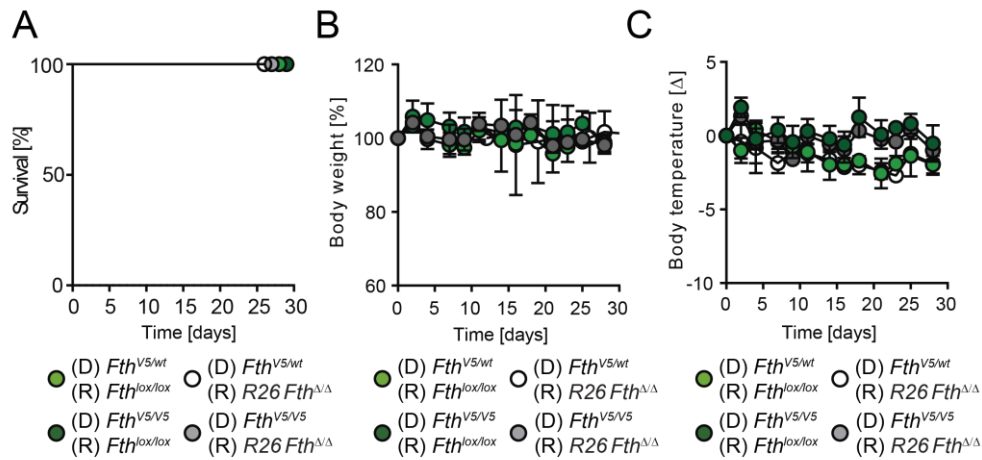 A
B
C
Survival [%]
100
50
0
0 5 10 15 20 25 30
Time [days]
Body weight [%]
120
100
80
60
0 5 10 15 20 25 30
Time [days]
Body temperature [Δ]
5
0
-5
-10
0 5 10 15 20 25 30
Time [days]
(D) Fth^V5/wt
(R) Fth^lox/lox
(D) Fth^V5/wt
(R) R26 Fth^Δ/Δ
(D) Fth^V5/V5
(R) Fth^lox/lox
(D) Fth^V5/V5
(R) R26 Fth^Δ/Δ
(D) Fth^V5/wt
(R) Fth^lox/lox
(D) Fth^V5/wt
(R) R26 Fth^Δ/Δ
(D) Fth^V5/V5
(R) Fth^lox/lox
(D) Fth^V5/V5
(R) R26 Fth^Δ/Δ
(D) Fth^V5/wt
(R) Fth^lox/lox
(D) Fth^V5/wt
(R) R26 Fth^Δ/Δ
(D) Fth^V5/V5
(R) Fth^lox/lox
(D) Fth^V5/V5
(R) R26 Fth^Δ/Δ